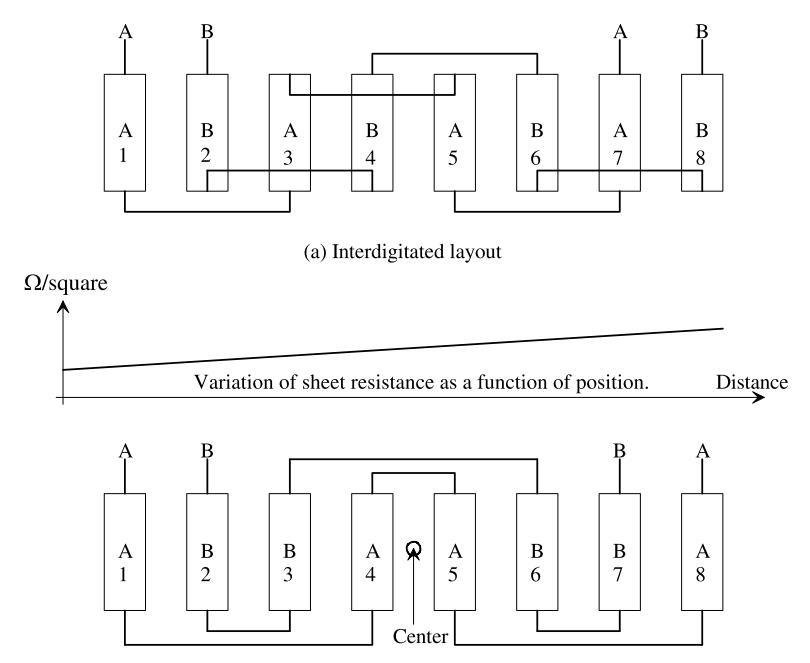 A B A B
A B A B A B A B
1 2 3 4 5 6 7 8
(a) Interdigitated layout
Ω/square
Variation of sheet resistance as a function of position. Distance
A B B A
A B B A A B B A
1 2 3 4 5 6 7 8
Center